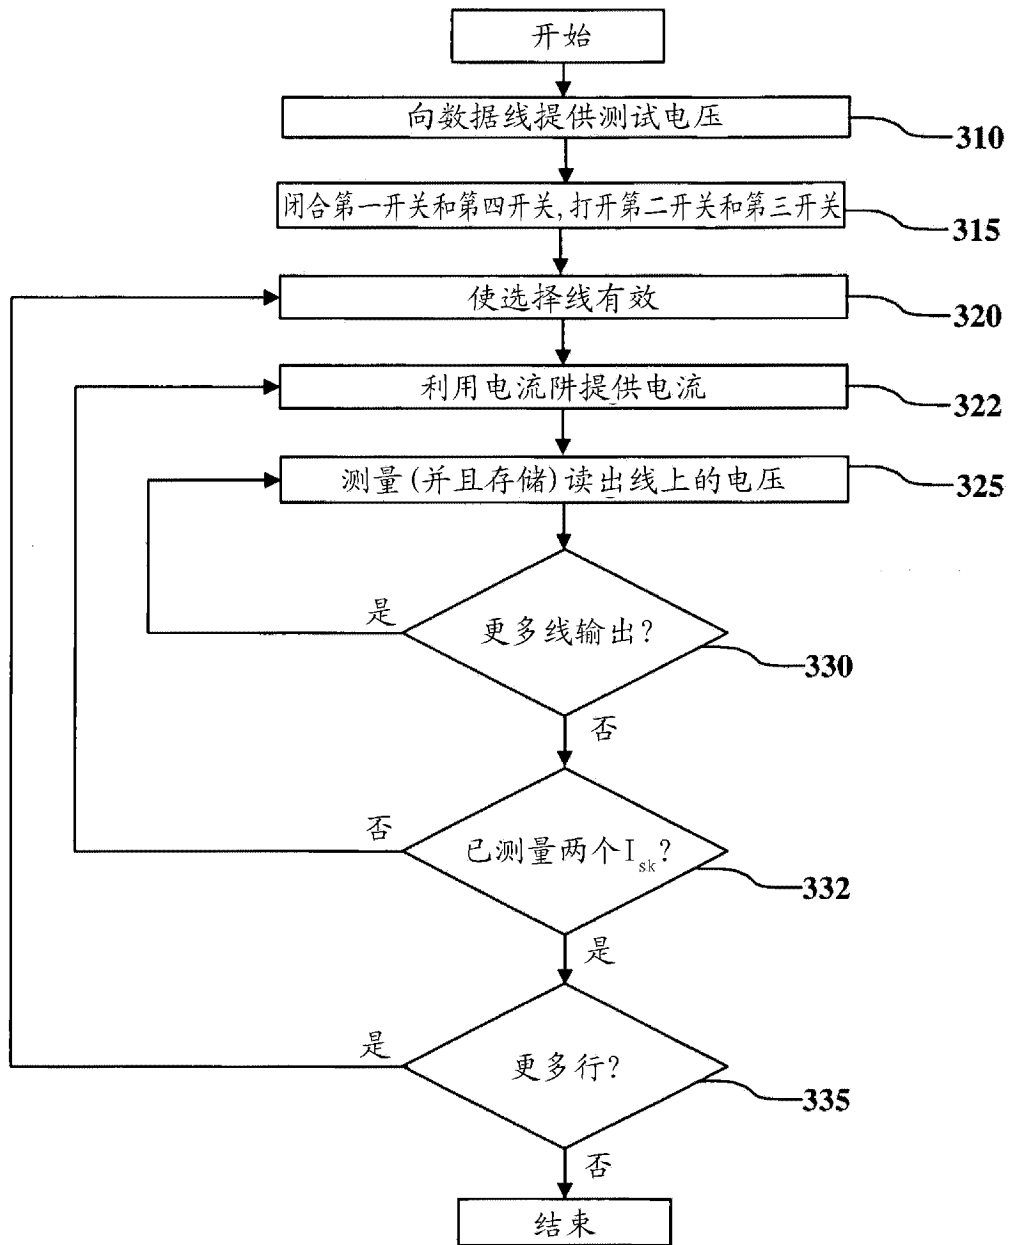 开始
向数据线提供测试电压
310
闭合第一开关和第四开关,打开第二开关和第三开关
315
使选择线有效
320
利用电流阱提供电流
322
测量(并且存储)读出线上的电压
325
更多线输出?
是
330
否
已测量两个Isk?
否
332
是
更多行?
是
335
否
结束